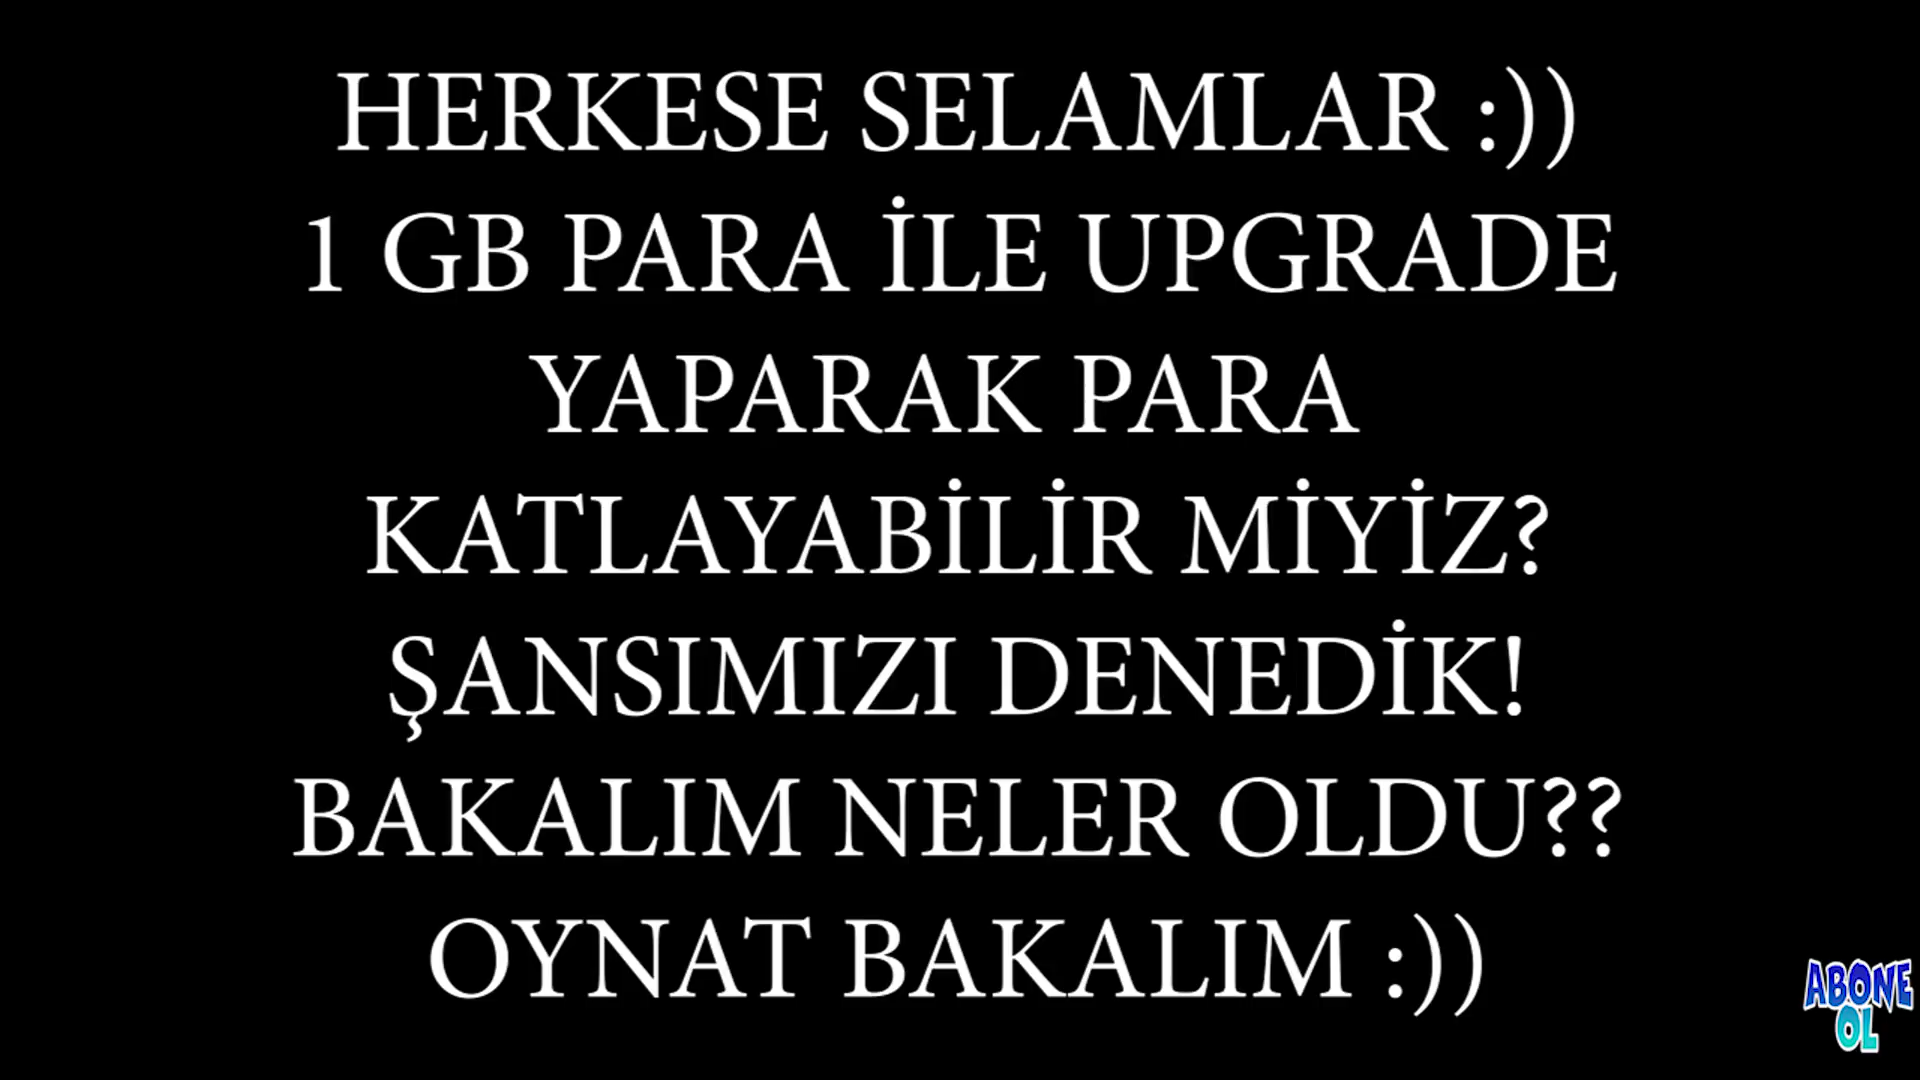 HERKESE SELAMLAR :))
1 GB PARA İLE UPGRADE
YAPARAK PARA
KATLAYABİLİR MİYİZ?
ŞANSIMIZI DENEDİK!
BAKALIM NELER OLDU??
OYNAT BAKALIM :))
ABONE
OL